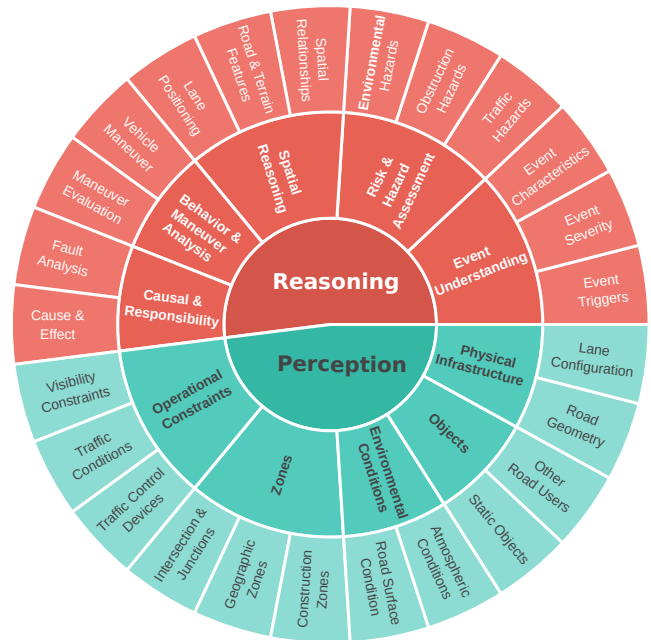 Reasoning
Perception
Causal &
Responsibility
Behavior &
Maneuver
Analysis
Spatial
Reasoning
Risk &
Hazard
Assessment
Event
Understanding
Physical
Infrastructure
Objects
Environmental
Conditions
Zones
Operational
Constraints
Cause &
Effect
Fault
Analysis
Maneuver
Evaluation
Vehicle
Maneuver
Lane
Positioning
Road & Terrain
Features
Spatial
Relationships
Environmental
Hazards
Obstruction
Hazards
Traffic
Hazards
Event
Characteristics
Event
Severity
Event
Triggers
Lane
Configuration
Road
Geometry
Other
Road Users
Static Objects
Atmospheric
Conditions
Road Surface
Condition
Construction
Zones
Geographic
Zones
Intersection &
Junctions
Traffic Control
Devices
Traffic
Conditions
Visibility
Constraints